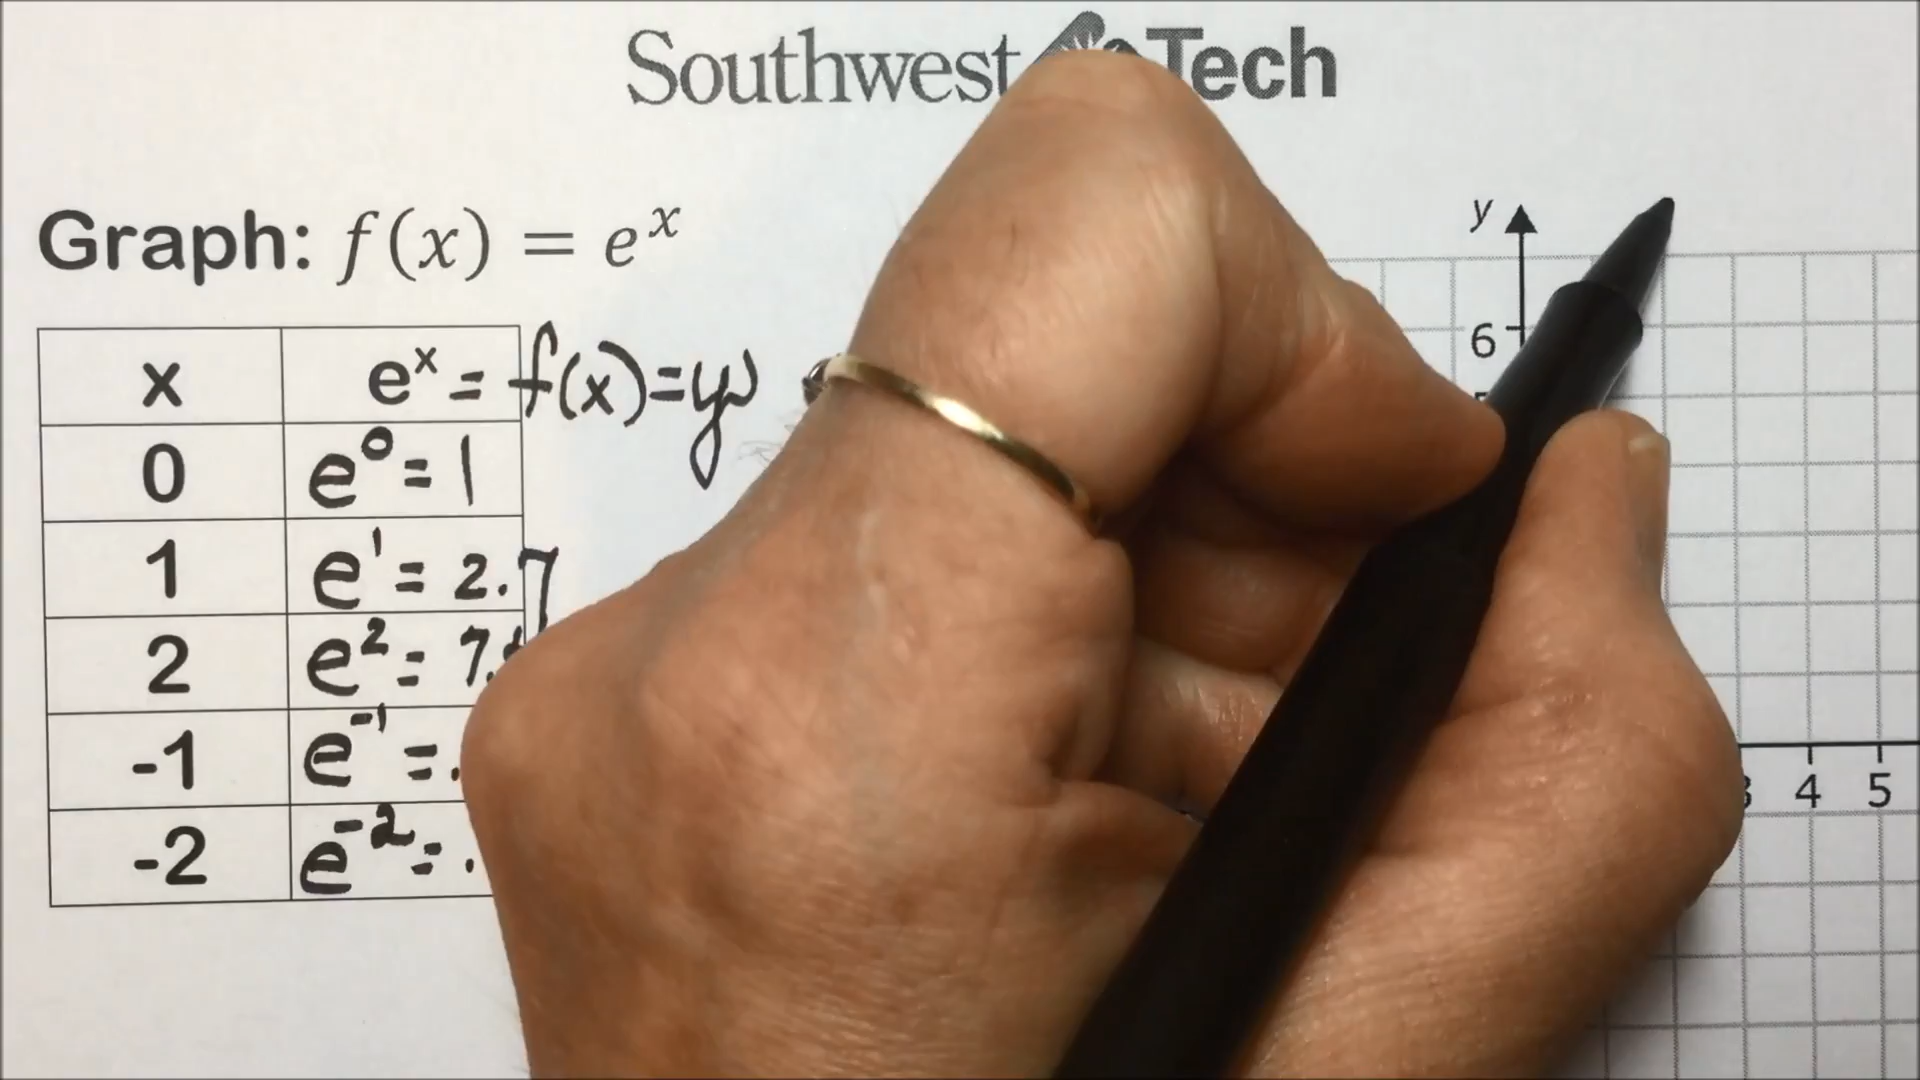 Southwest Tech
Graph: f(x) = e^x
x e^x = f(x)=y
0 e^0 = 1
1 e^1 = 2.7
2 e^2 = 7.
-1 e^-1 = .
-2 e^-2 = .
y
6
4 5